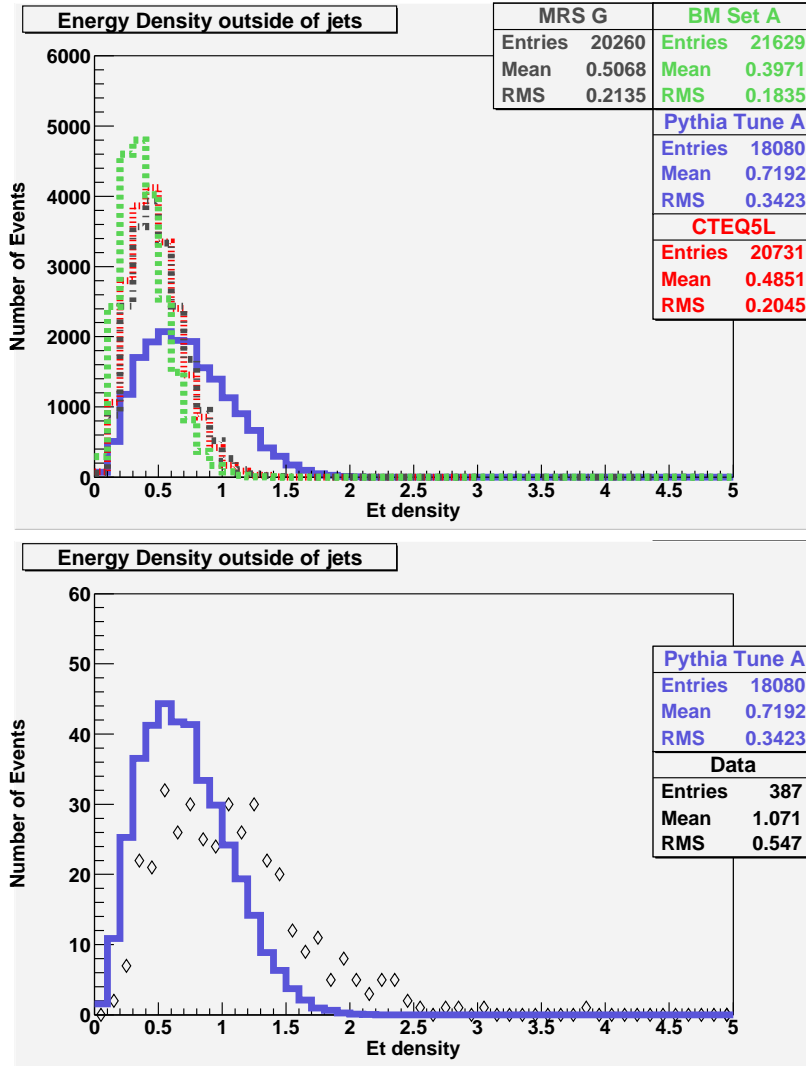 Energy Density outside of jets
MRS G
Entries 20260
Mean 0.5068
RMS 0.2135
BM Set A
Entries 21629
Mean 0.3971
RMS 0.1835
Pythia Tune A
Entries 18080
Mean 0.7192
RMS 0.3423
CTEQ5L
Entries 20731
Mean 0.4851
RMS 0.2045
Number of Events
6000
5000
4000
3000
2000
1000
0
0 0.5 1 1.5 2 2.5 3 3.5 4 4.5 5
Et density
Energy Density outside of jets
Pythia Tune A
Entries 18080
Mean 0.7192
RMS 0.3423
Data
Entries 387
Mean 1.071
RMS 0.547
Number of Events
60
50
40
30
20
10
0
0 0.5 1 1.5 2 2.5 3 3.5 4 4.5 5
Et density